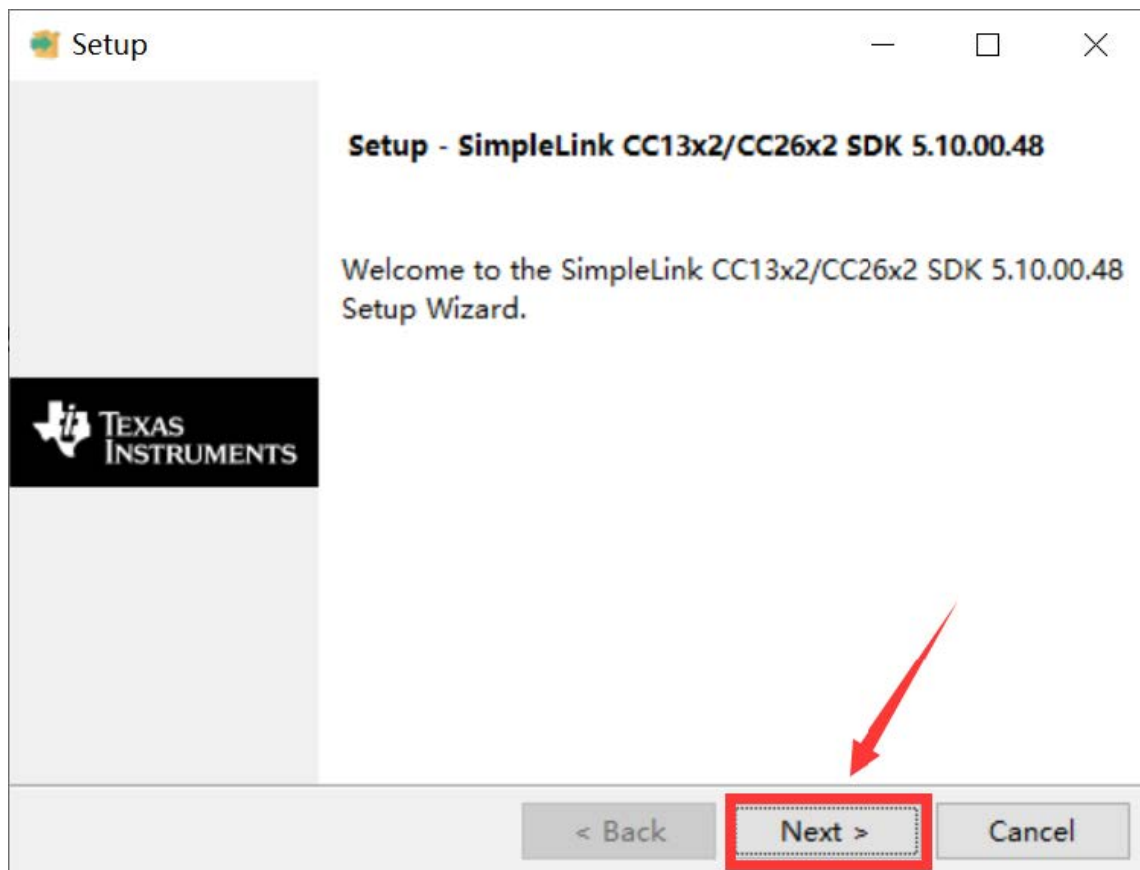 Setup
Setup - SimpleLink CC13x2/CC26x2 SDK 5.10.00.48
Welcome to the SimpleLink CC13x2/CC26x2 SDK 5.10.00.48
Setup Wizard.
TEXAS
INSTRUMENTS
< Back
Next >
Cancel